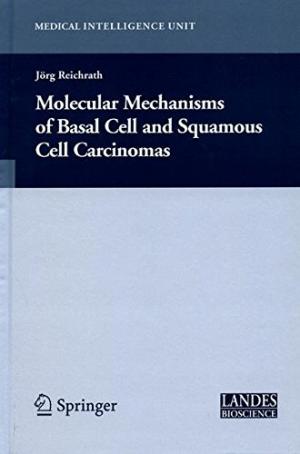 MEDICAL INTELLIGENCE UNIT
Jörg Reichrath
Molecular Mechanisms
of Basal Cell and Squamous
Cell Carcinomas
Springer
LANDES
BIOSCIENCE